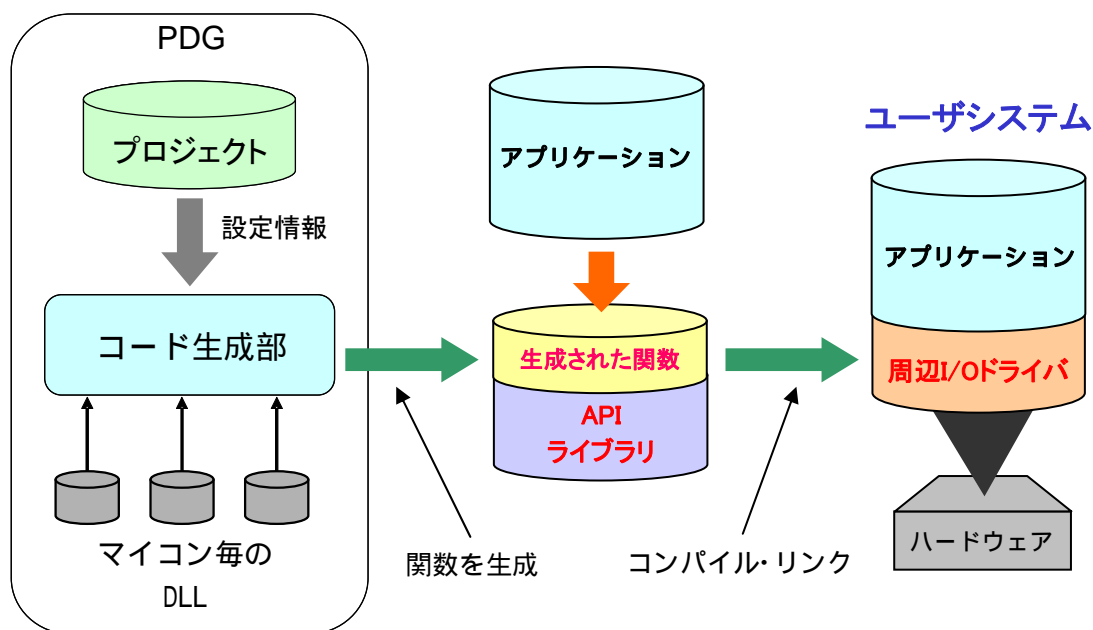 PDG
プロジェクト
設定情報
コード生成部
マイコン毎の
DLL
関数を生成
アプリケーション
生成された関数
API
ライブラリ
コンパイル・リンク
ユーザシステム
アプリケーション
周辺I/Oドライバ
ハードウェア